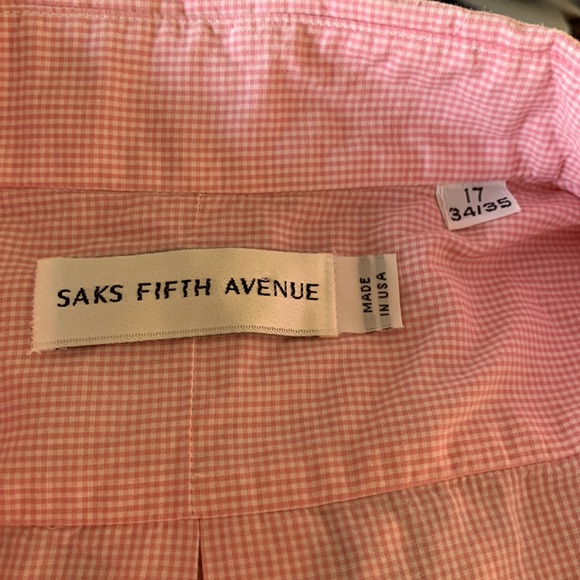 17
34/35
SAKS FIFTH AVENUE
MADE
IN USA